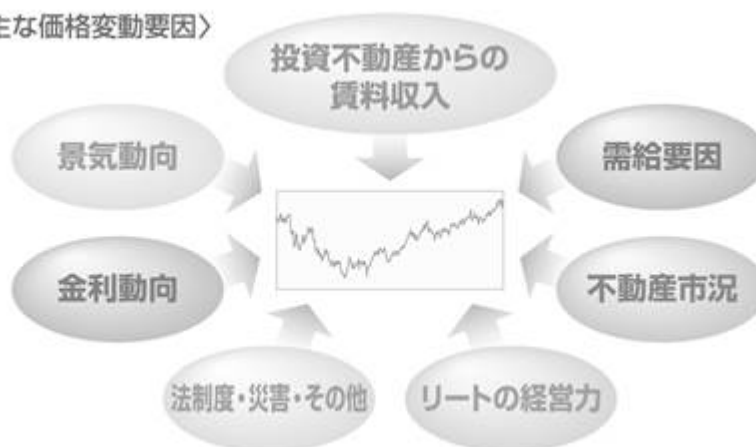 主な価格変動要因〉
投資不動産からの
賃料収入
景気動向
需給要因
金利動向
不動産市況
法制度・災害・その他
リートの経営力